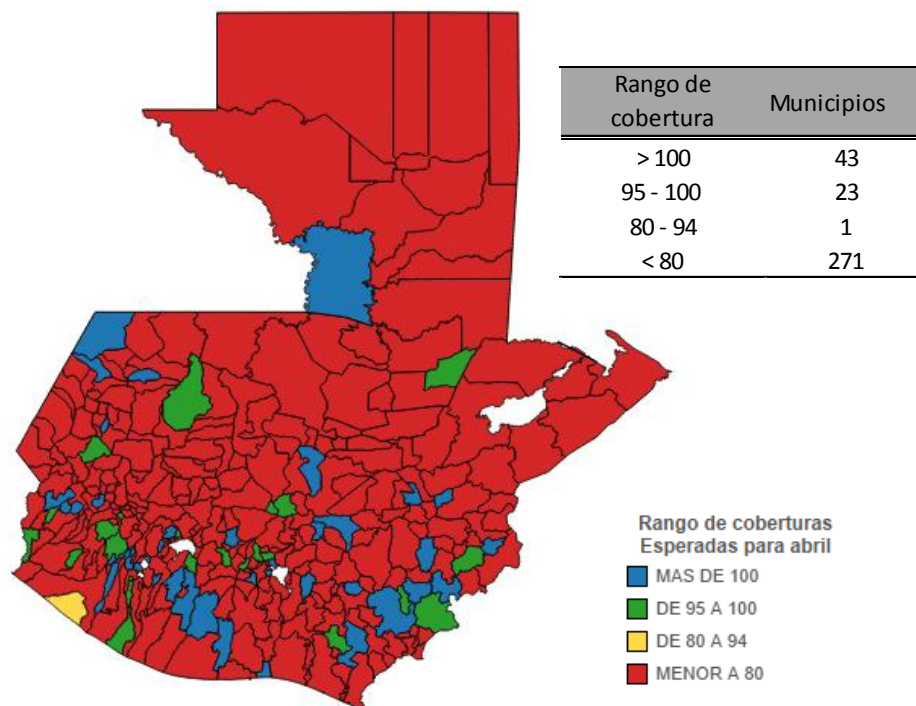 Rango de cobertura Municipios
> 100 43
95 - 100 23
80 - 94 1
< 80 271
Rango de coberturas
Esperadas para abril
MAS DE 100
DE 95 A 100
DE 80 A 94
MENOR A 80